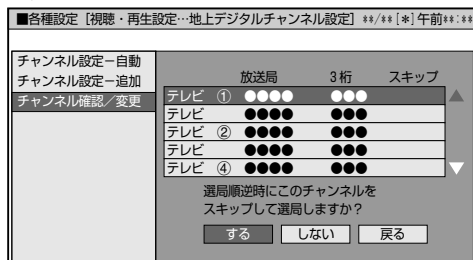 ■各種設定［視聴・再生設定…地上デジタルチャンネル設定］ **/**[*]午前**:**
チャンネル設定－自動
チャンネル設定－追加
チャンネル確認／変更
放送局 3桁 スキップ
テレビ ① ●●●● ●●●
テレビ ●●●● ●●●
テレビ ② ●●●● ●●●
テレビ ●●●● ●●●
テレビ ④ ●●●● ●●●
選局順逆時にこのチャンネルを
スキップして選局しますか？
する しない 戻る